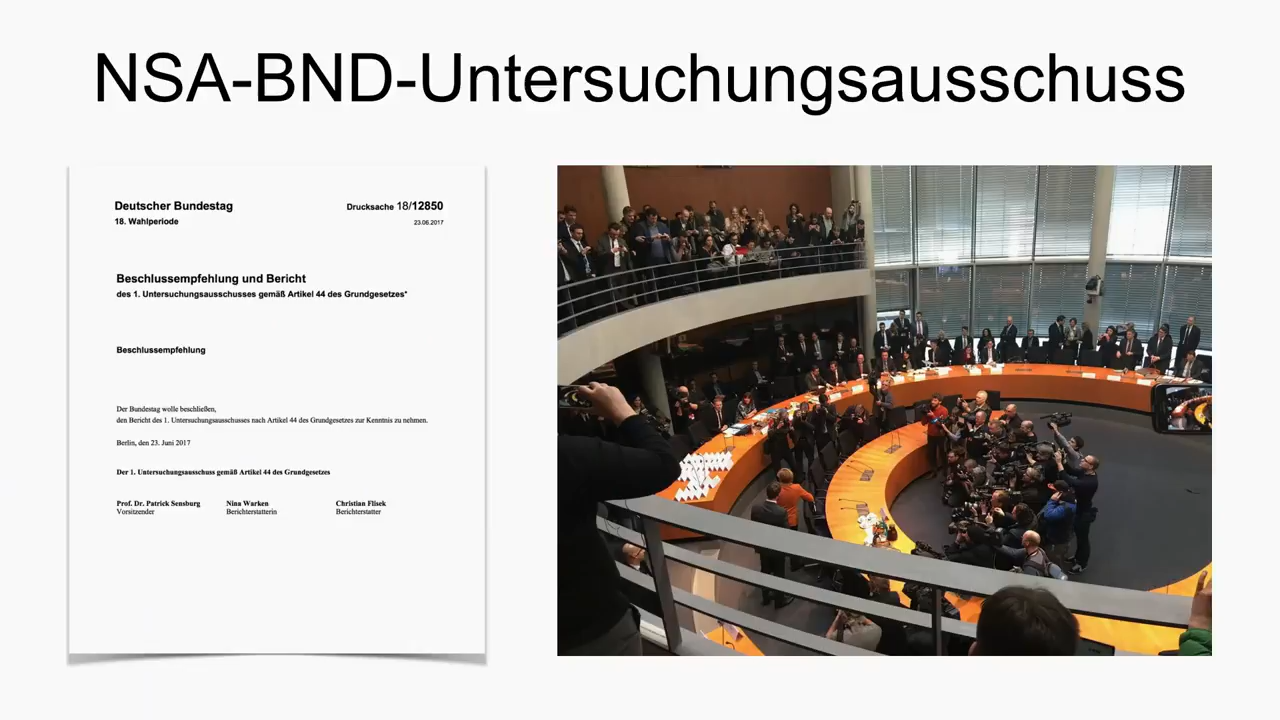 NSA-BND-Untersuchungsausschuss
Deutscher Bundestag
18. Wahlperiode
Drucksache 18/12850
23.06.2017
Beschlussempfehlung und Bericht
des 1. Untersuchungsausschusses gemäß Artikel 44 des Grundgesetzes*
Beschlussempfehlung
Der Bundestag wolle beschließen,
den Bericht des 1. Untersuchungsausschusses nach Artikel 44 des Grundgesetzes zur Kenntnis zu nehmen.
Berlin, den 23. Juni 2017
Der 1. Untersuchungsausschuss gemäß Artikel 44 des Grundgesetzes
Prof. Dr. Patrick Sensburg
Vorsitzender
Nina Warken
Berichterstatterin
Christian Flisek
Berichterstatter